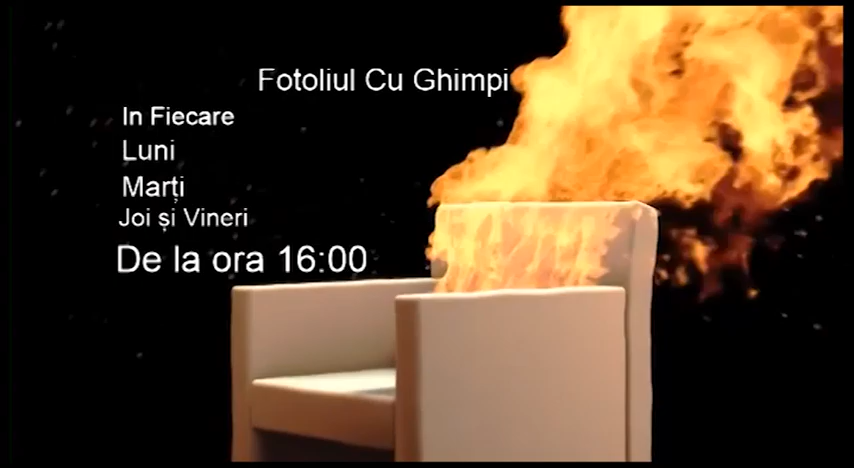 Fotoliul Cu Ghimpi
In Fiecare
Luni
Marți
Joi și Vineri
De la ora 16:00